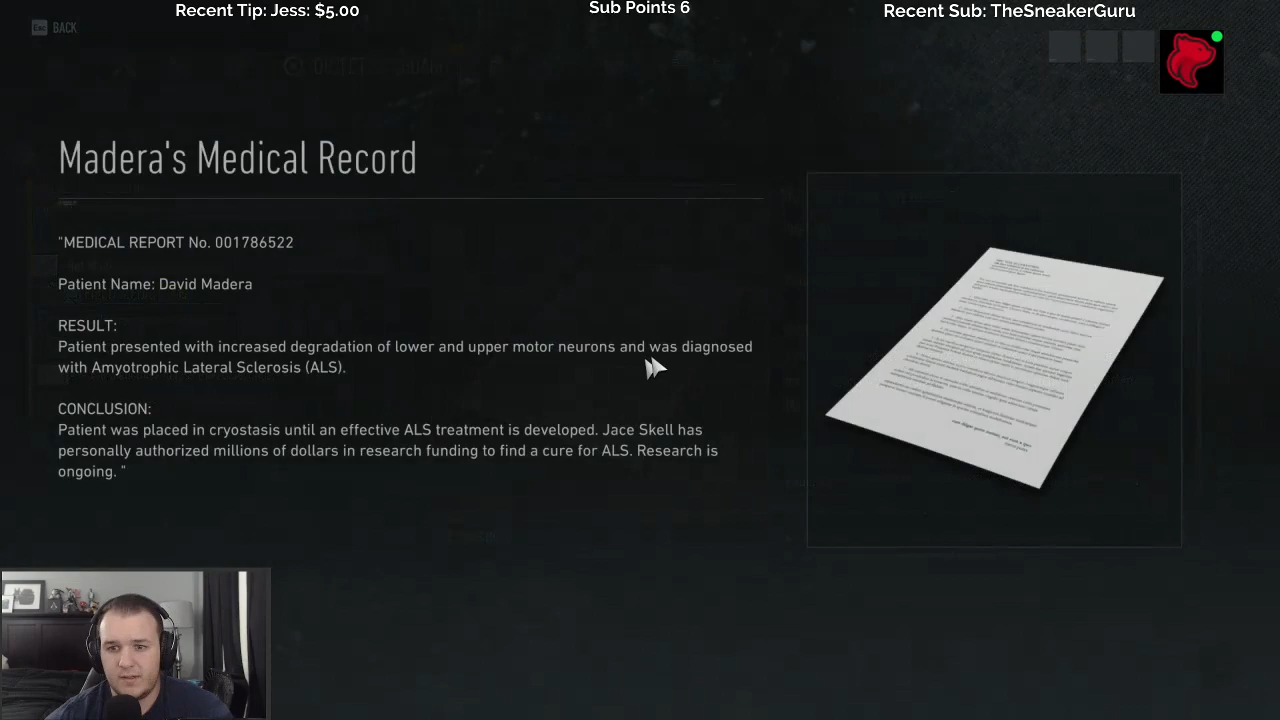 Recent Tip: Jess: $5.00
Sub Points 6
Recent Sub: TheSneakerGuru
Esc BACK
Madera's Medical Record
"MEDICAL REPORT No. 001786522
Patient Name: David Madera
RESULT:
Patient presented with increased degradation of lower and upper motor neurons and was diagnosed
with Amyotrophic Lateral Sclerosis (ALS).
CONCLUSION:
Patient was placed in cryostasis until an effective ALS treatment is developed. Jace Skell has
personally authorized millions of dollars in research funding to find a cure for ALS. Research is
ongoing. "